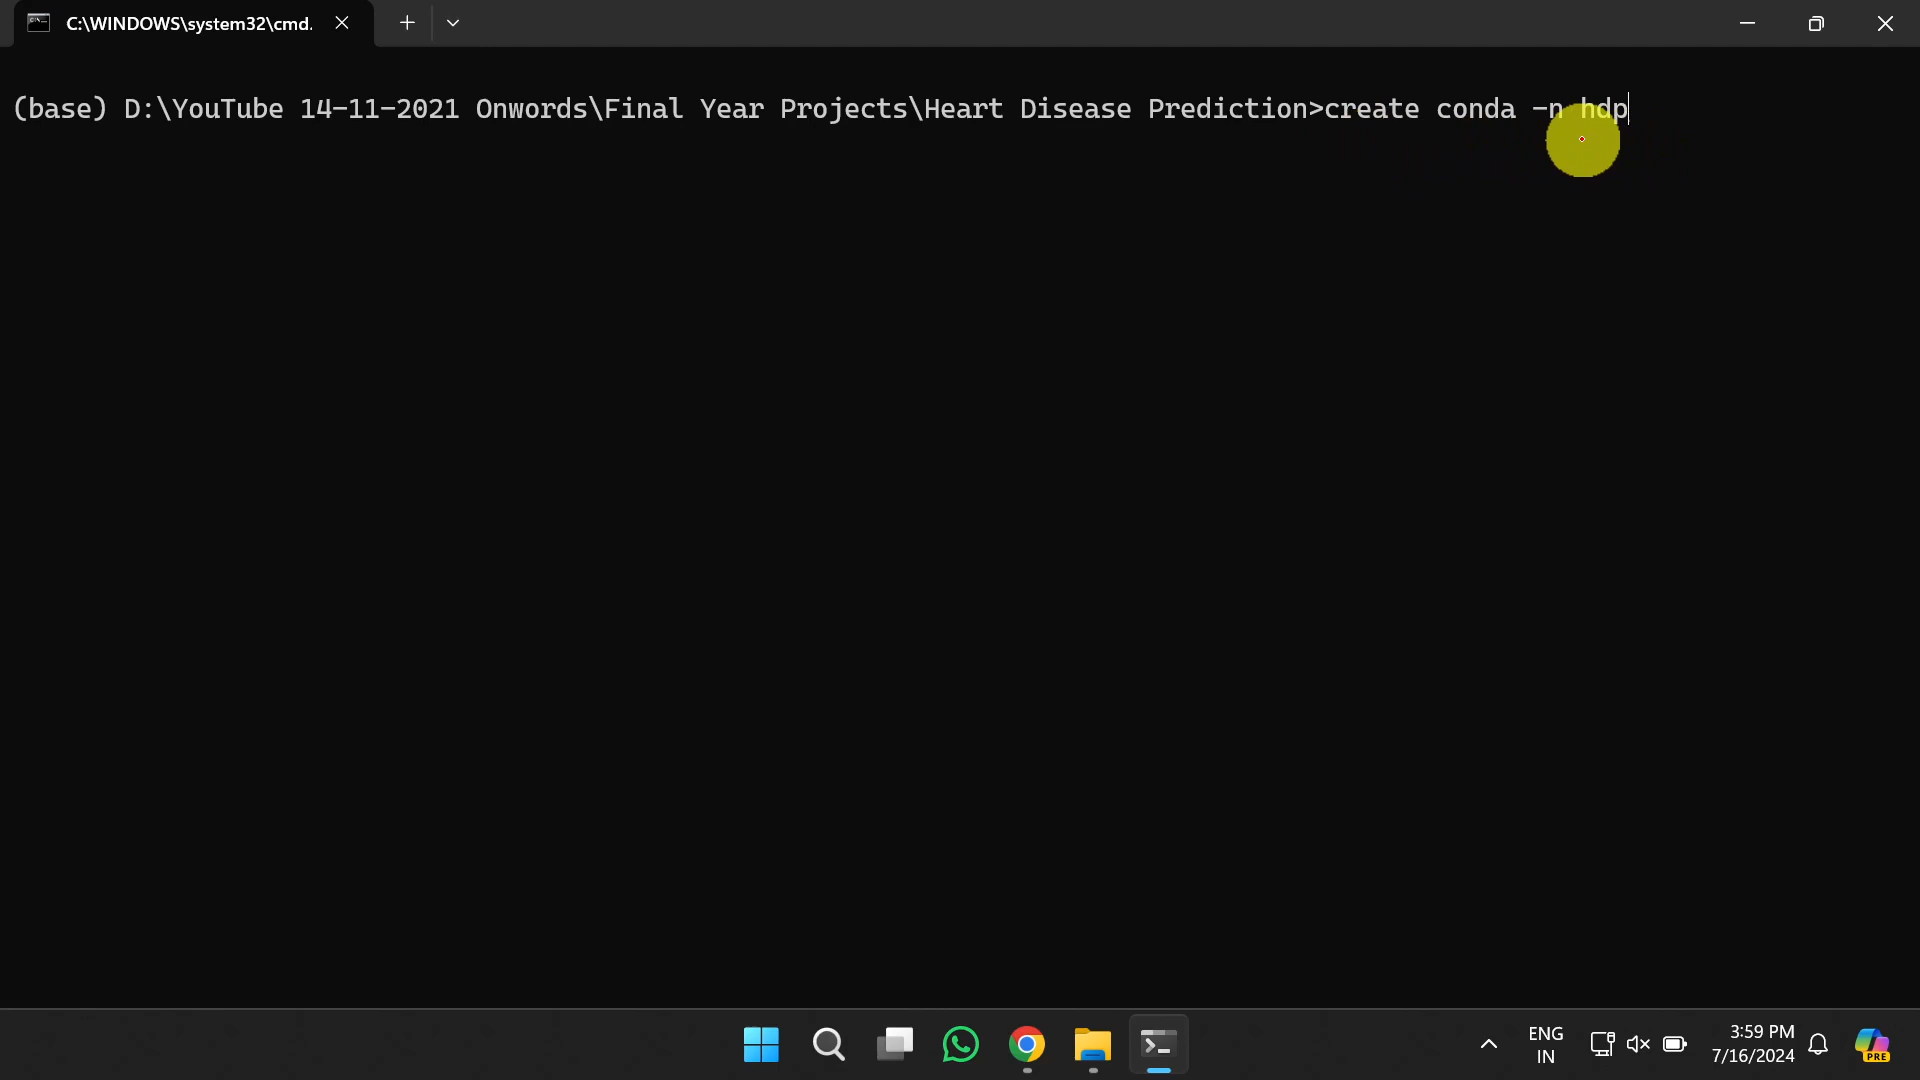 C:\WINDOWS\system32\cmd.
(base) D:\YouTube 14-11-2021 Onwords\Final Year Projects\Heart Disease Prediction>create conda -n hdp
ENG
IN
3:59 PM
7/16/2024
PRE